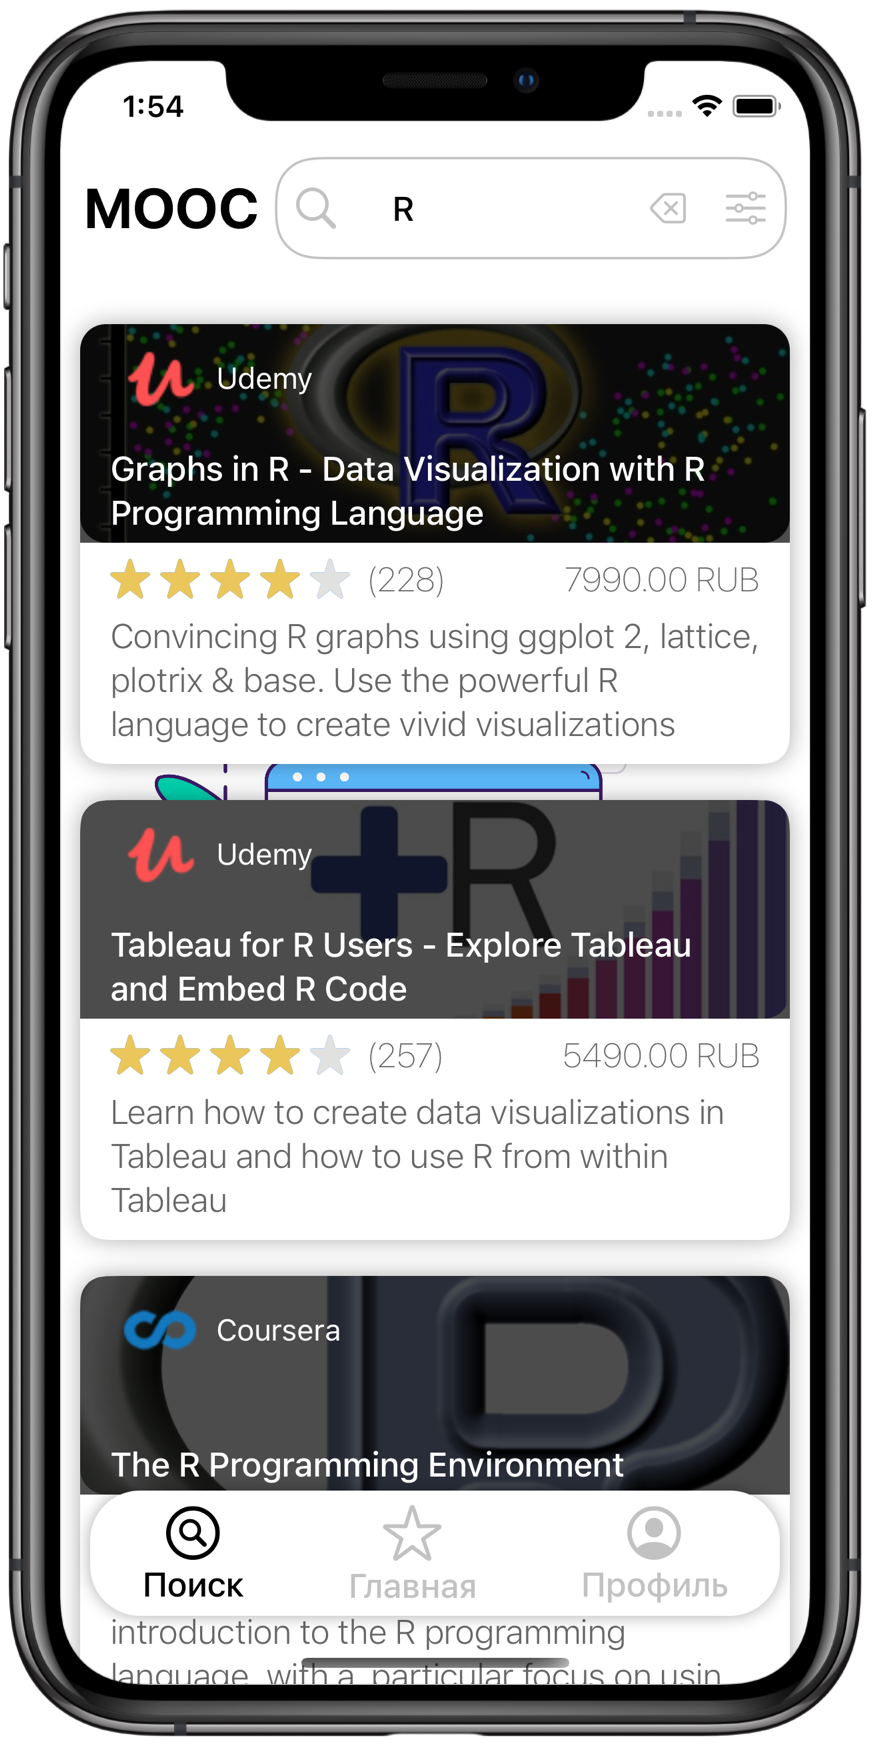 1:54
MOOC
R
Udemy
Graphs in R - Data Visualization with R
Programming Language
(228)
7990.00 RUB
Convincing R graphs using ggplot 2, lattice,
plotrix & base. Use the powerful R
language to create vivid visualizations
+R
Udemy
Tableau for R Users - Explore Tableau
and Embed R Code
(257)
5490.00 RUB
Learn how to create data visualizations in
Tableau and how to use R from within
Tableau
Coursera
The R Programming Environment
Поиск
Главная
Профиль
introduction to the R programming
language, with a particular focus on usin